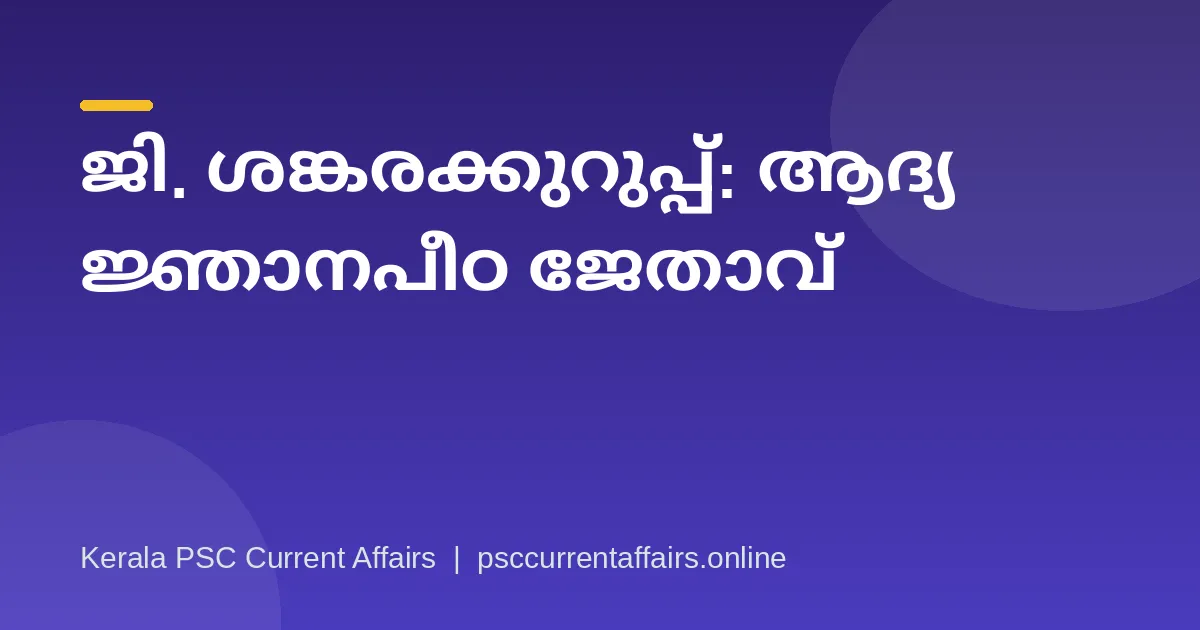 ജി. ശങ്കരക്കുറുപ്പ്: ആദ്യ
ജ്ഞാനപീഠ ജേതാവ്
Kerala PSC Current Affairs | psccurrentaffairs.online